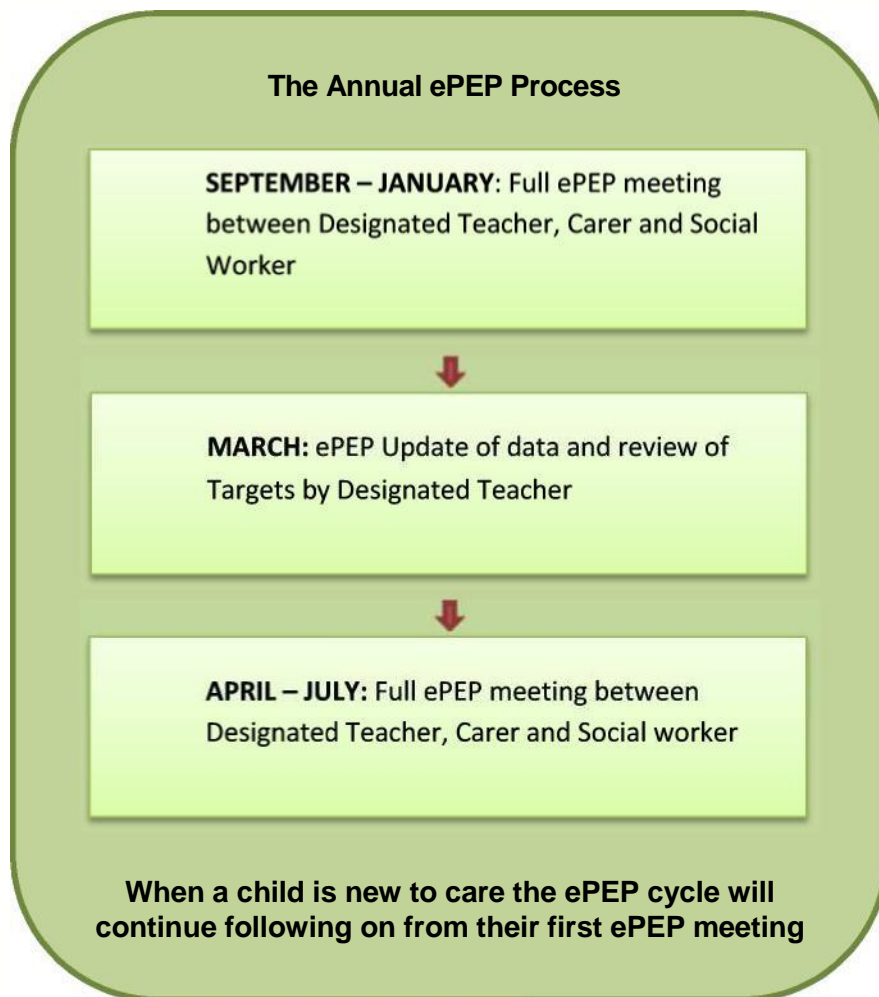 The Annual ePEP Process
SEPTEMBER – JANUARY: Full ePEP meeting
between Designated Teacher, Carer and Social
Worker
MARCH: ePEP Update of data and review of
Targets by Designated Teacher
APRIL – JULY: Full ePEP meeting between
Designated Teacher, Carer and Social worker
When a child is new to care the ePEP cycle will
continue following on from their first ePEP meeting